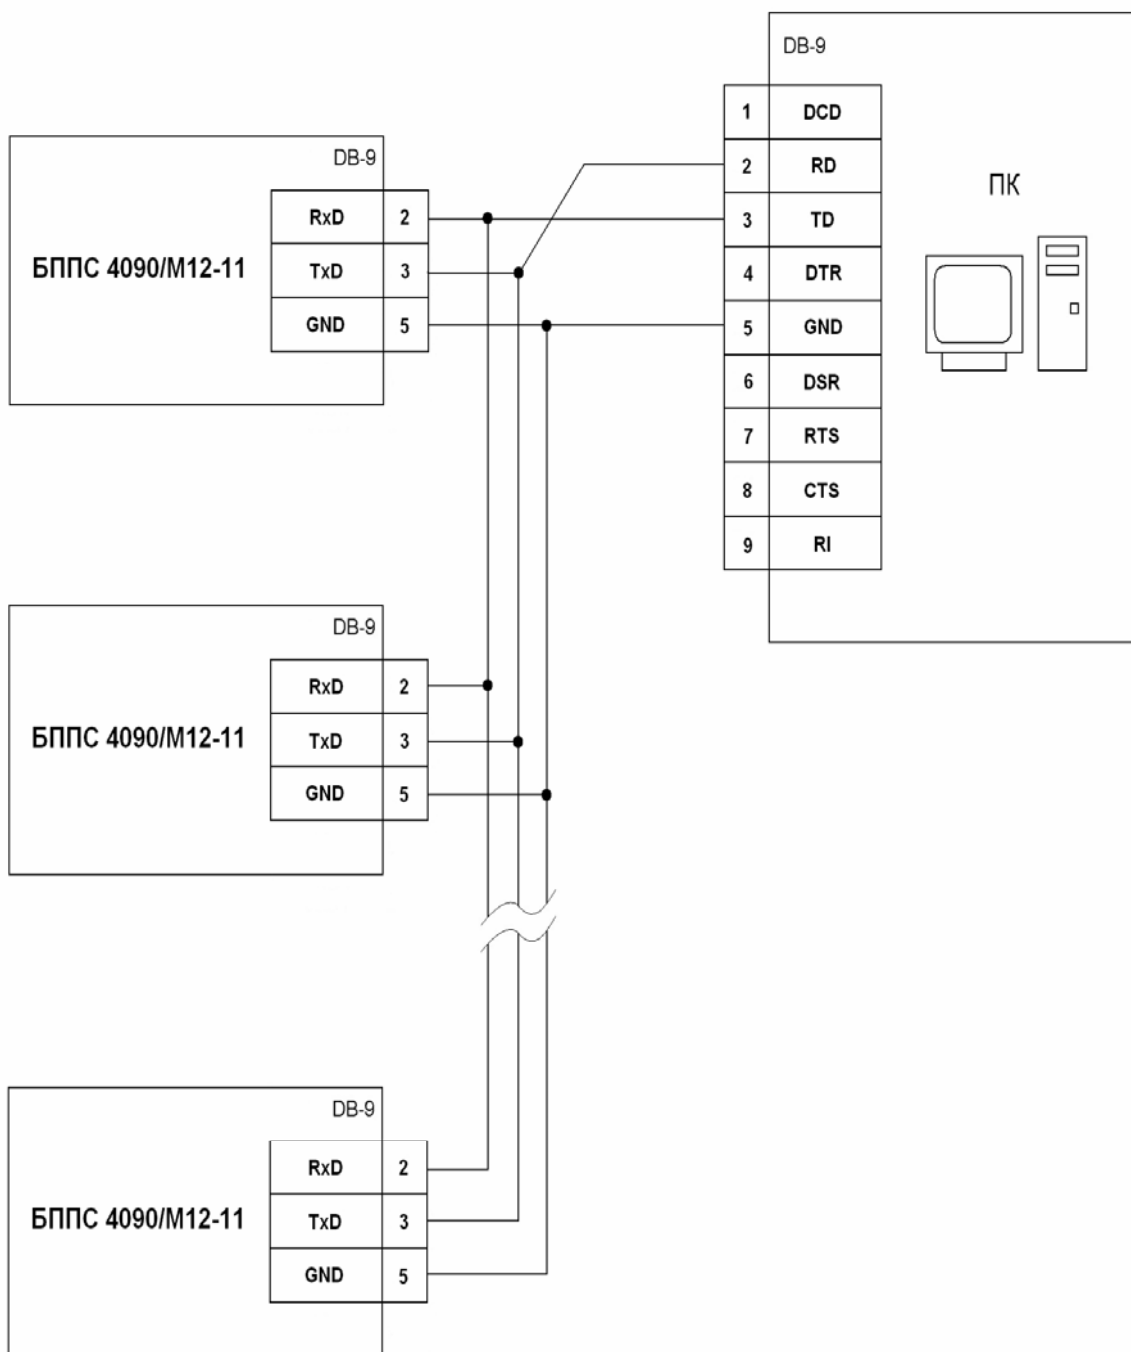 DB-9
1 DCD
2 RD
3 TD
4 DTR
5 GND
6 DSR
7 RTS
8 CTS
9 RI
ПК
DB-9
БППС 4090/М12-11
RxD 2
TxD 3
GND 5
DB-9
БППС 4090/М12-11
RxD 2
TxD 3
GND 5
DB-9
БППС 4090/М12-11
RxD 2
TxD 3
GND 5